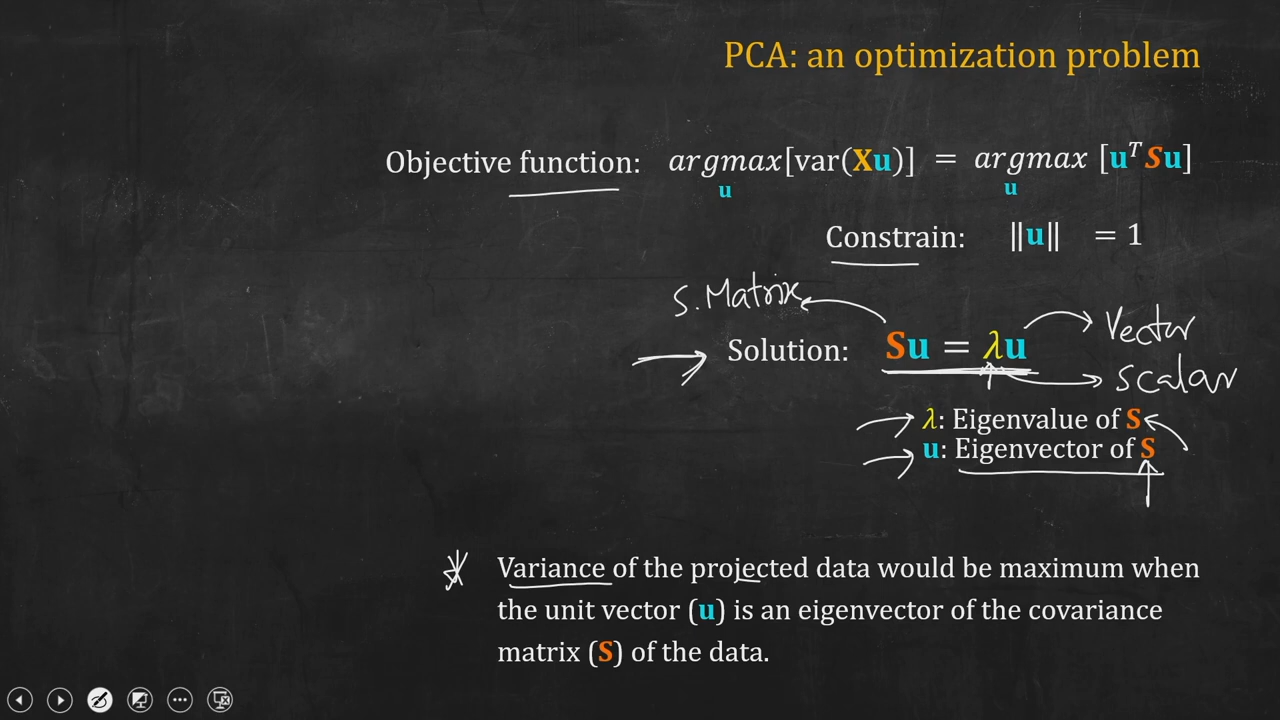 PCA: an optimization problem
Objective function: argmax[var(Xu)] = argmax [uᵀSu]
u u
Constrain: ‖u‖ = 1
S. Matrix
Vector
Solution: Su = λu
Scalar
λ: Eigenvalue of S
u: Eigenvector of S
Variance of the projected data would be maximum when
the unit vector (u) is an eigenvector of the covariance
matrix (S) of the data.